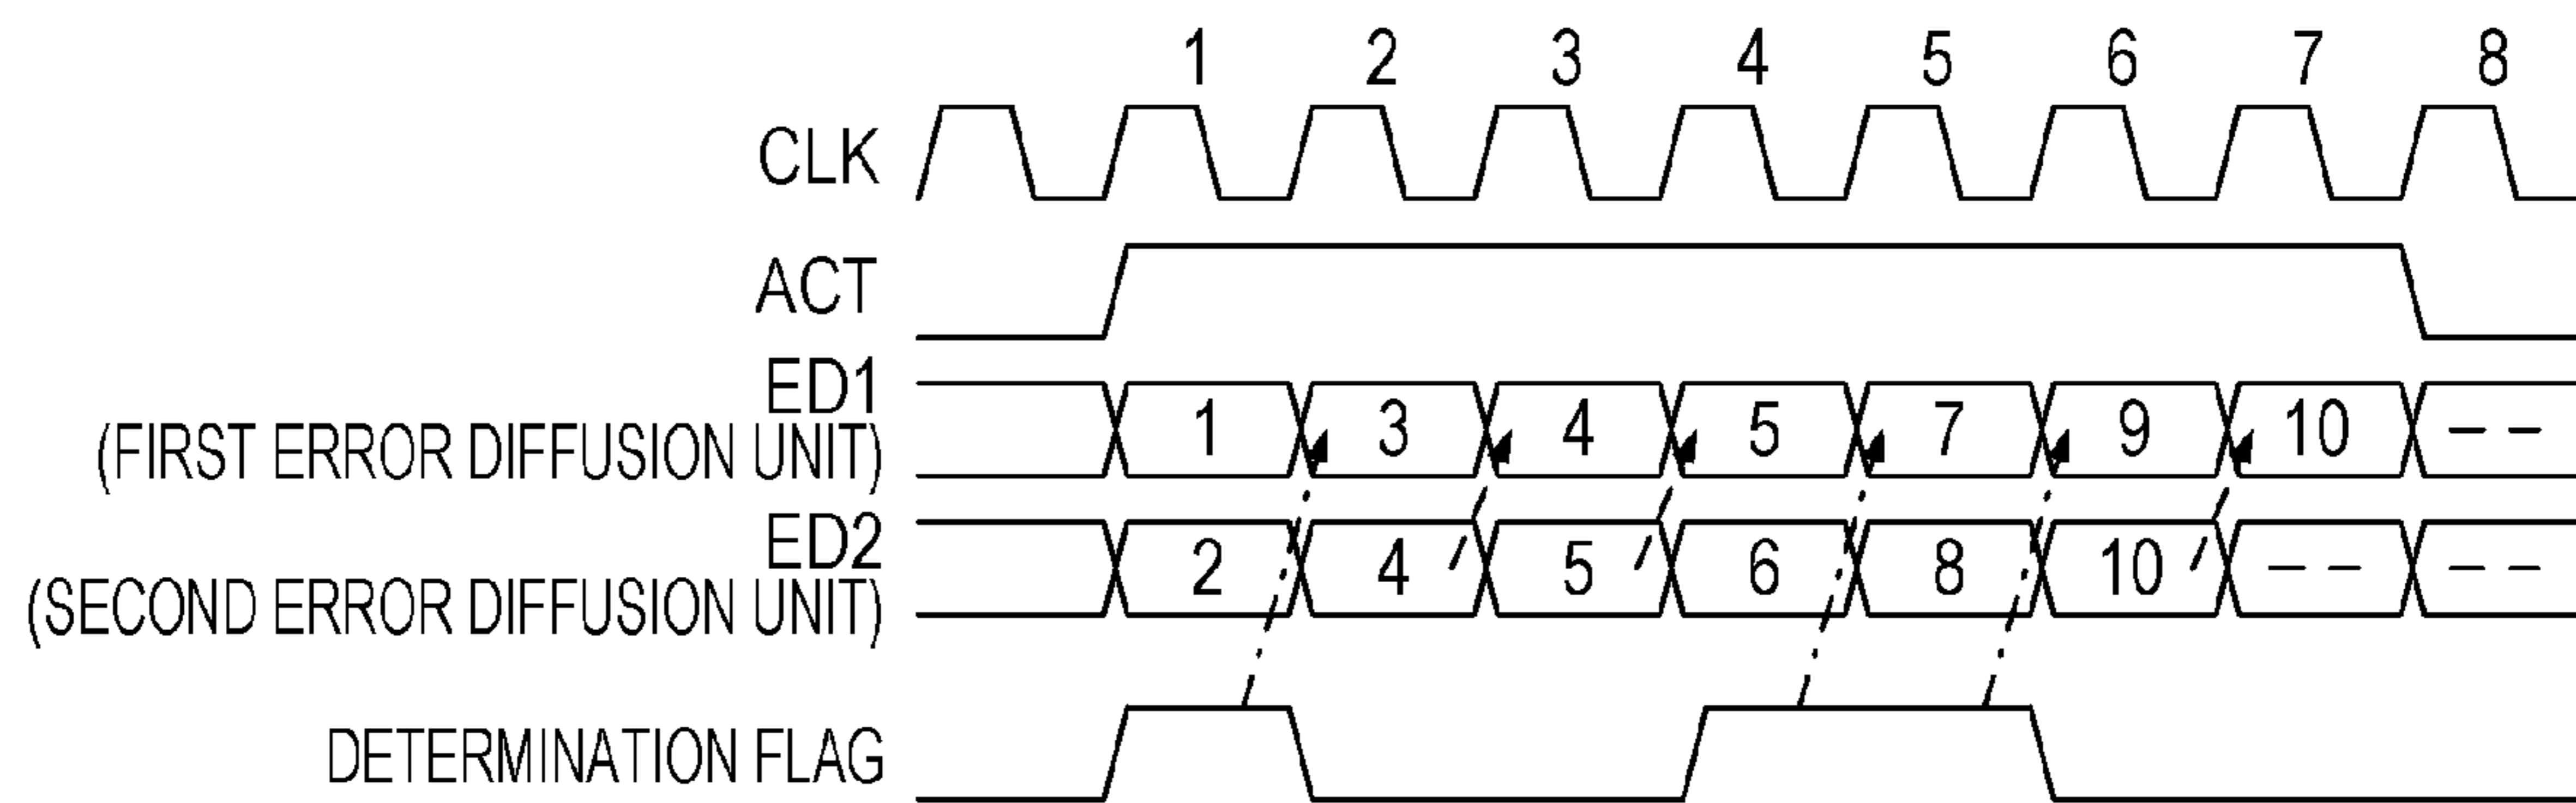 1 2 3 4 5 6 7 8
CLK
ACT
ED1
(FIRST ERROR DIFFUSION UNIT)
1 3 4 5 7 9 10 --
ED2
(SECOND ERROR DIFFUSION UNIT)
2 4 5 6 8 10 -- --
DETERMINATION FLAG